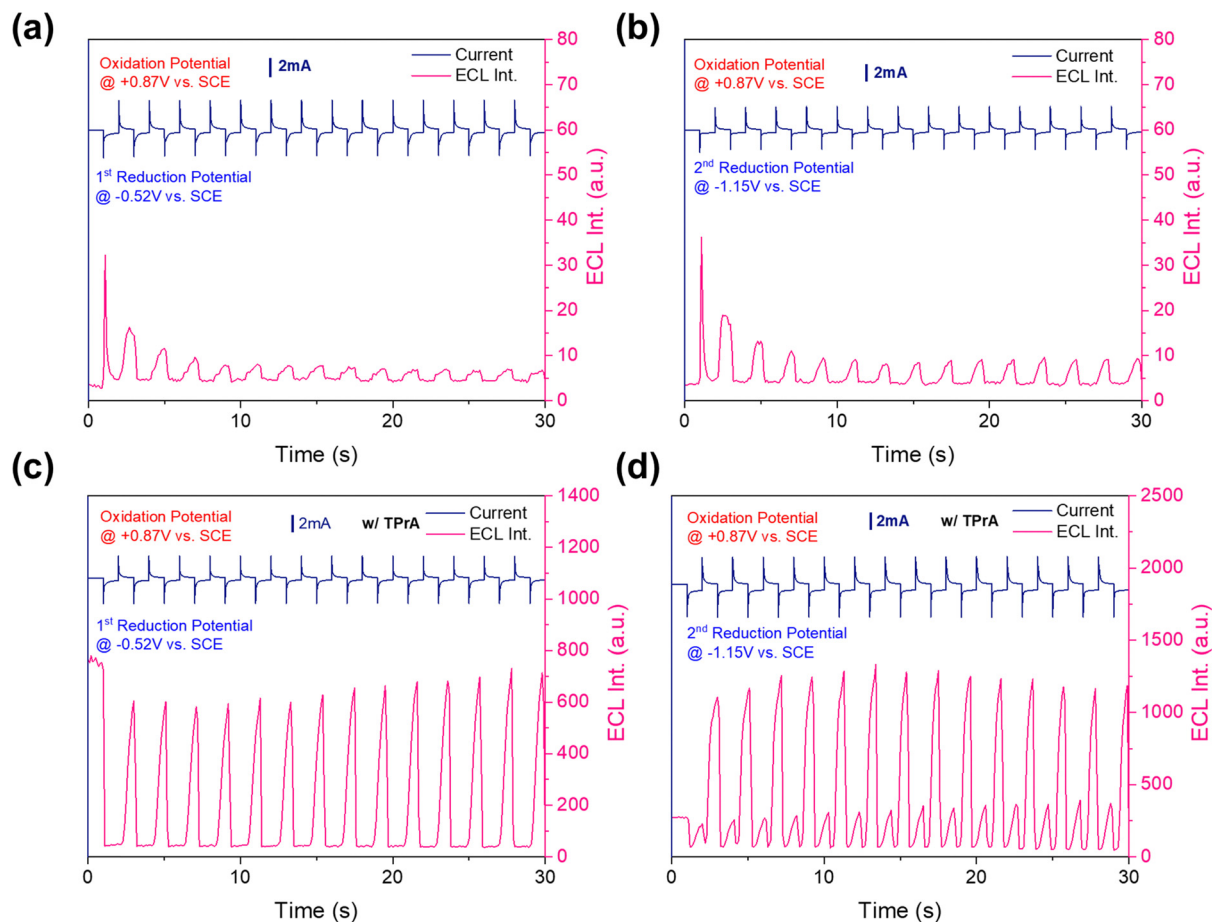 (a)
Oxidation Potential
@ +0.87V vs. SCE
2mA
Current
ECL Int.
1st Reduction Potential
@ -0.52V vs. SCE
80
70
60
50
40
30
20
10
0
ECL Int. (a.u.)
0 10 20 30
Time (s)
(b)
Oxidation Potential
@ +0.87V vs. SCE
2mA
Current
ECL Int.
2nd Reduction Potential
@ -1.15V vs. SCE
80
70
60
50
40
30
20
10
0
ECL Int. (a.u.)
0 10 20 30
Time (s)
(c)
Oxidation Potential
@ +0.87V vs. SCE
2mA
w/ TPrA
Current
ECL Int.
1st Reduction Potential
@ -0.52V vs. SCE
1400
1200
1000
800
600
400
200
0
ECL Int. (a.u.)
0 10 20 30
Time (s)
(d)
Oxidation Potential
@ +0.87V vs. SCE
2mA
w/ TPrA
Current
ECL Int.
2nd Reduction Potential
@ -1.15V vs. SCE
2500
2000
1500
1000
500
250
0
ECL Int. (a.u.)
0 10 20 30
Time (s)